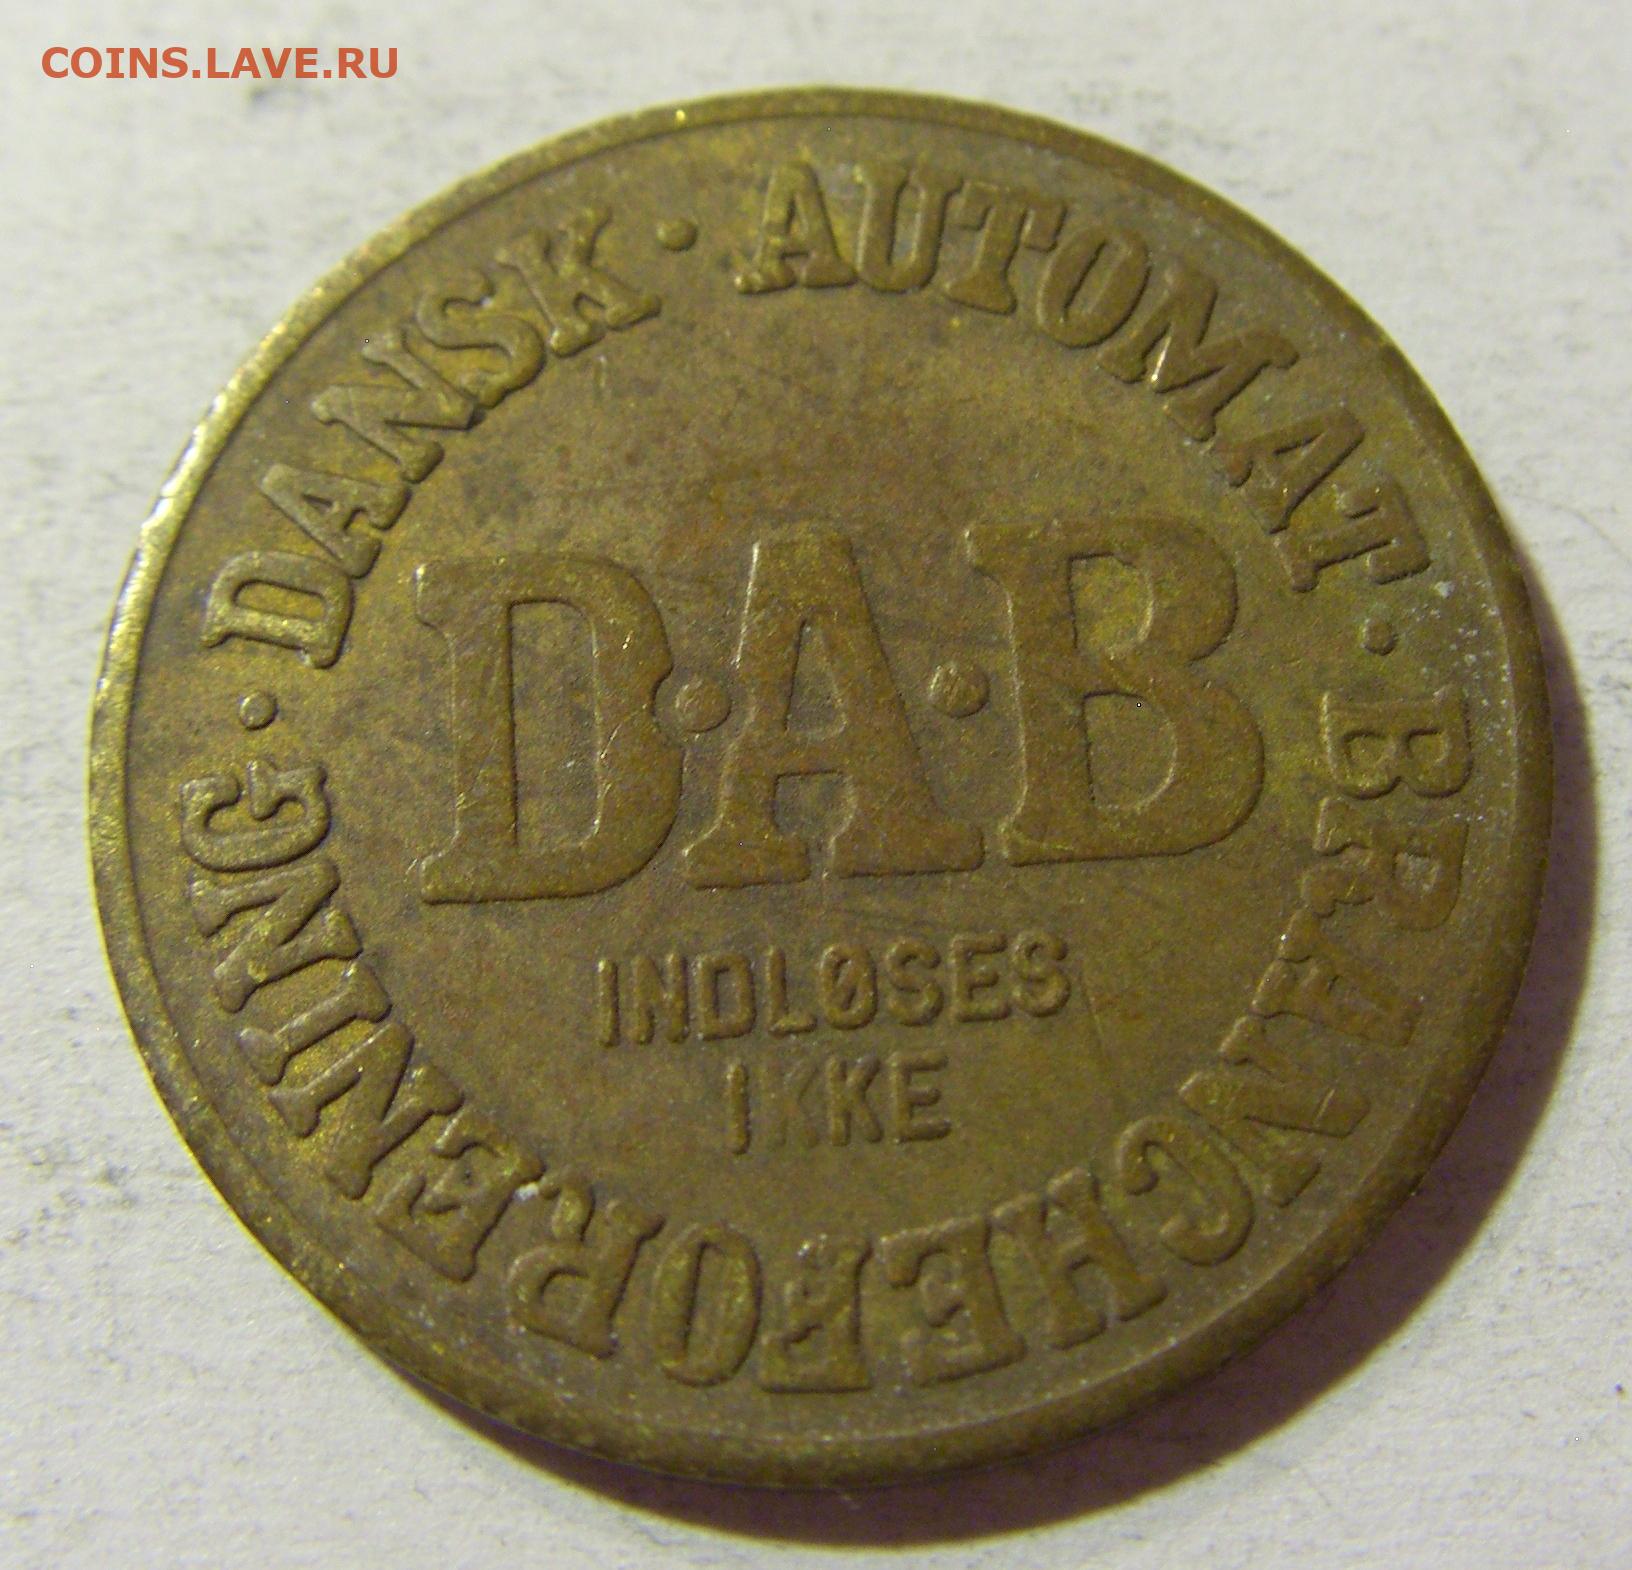 COINS.LAVE.RU
· DANSK · AUTOMAT · BRANCHEFORENING
D·A·B
INDLØSES
IKKE